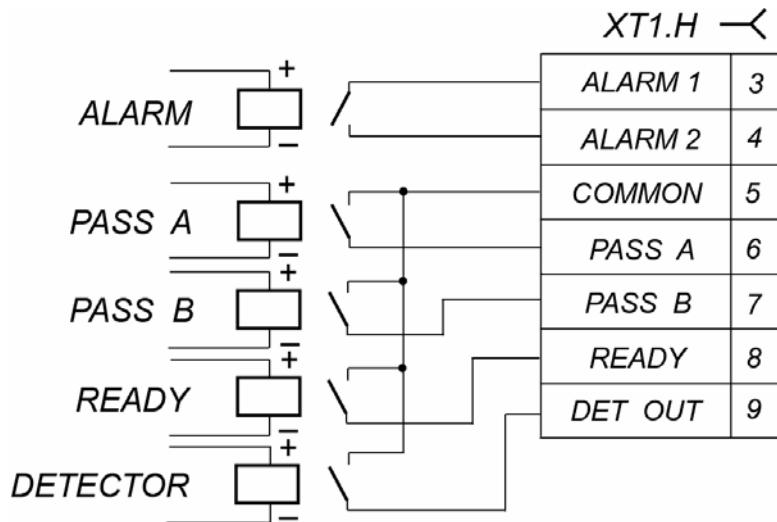 XT1.H
ALARM 1 3
ALARM 2 4
COMMON 5
PASS A 6
PASS B 7
READY 8
DET OUT 9
+
ALARM
−
+
PASS A
−
+
PASS B
−
+
READY
−
+
DETECTOR
−